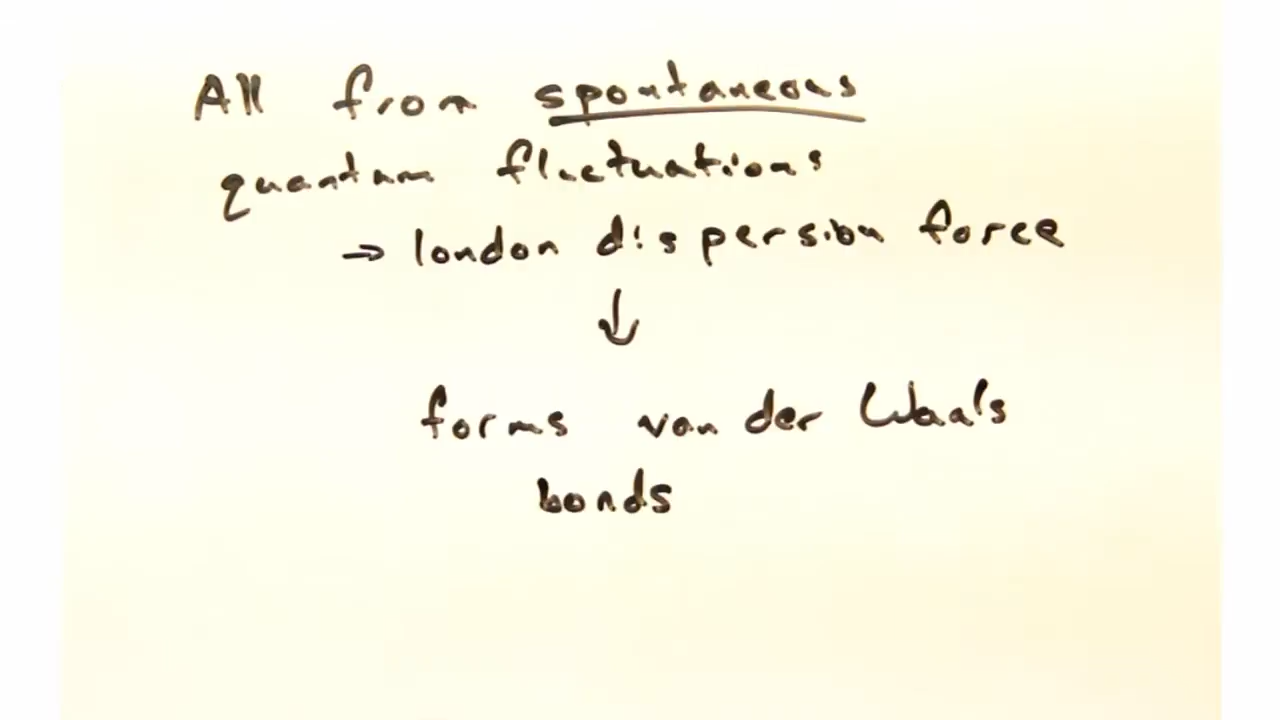 All from spontaneous
quantum fluctuations
→ london dispersion force
↓
forms van der Waals
bonds